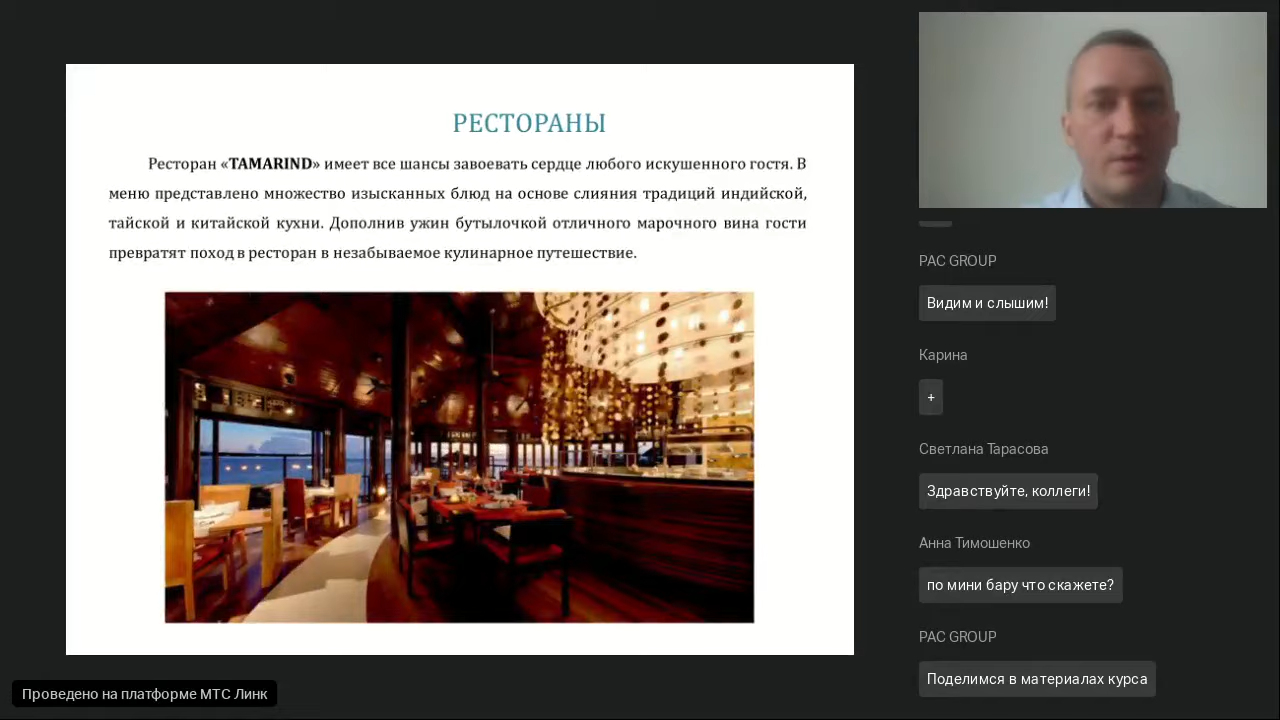 РЕСТОРАНЫ
Ресторан «TAMARIND» имеет все шансы завоевать сердце любого искушенного гостя. В
меню представлено множество изысканных блюд на основе слияния традиций индийской,
тайской и китайской кухни. Дополнив ужин бутылочкой отличного марочного вина гости
превратят поход в ресторан в незабываемое кулинарное путешествие.
PAC GROUP
Видим и слышим!
Карина
+
Светлана Тарасова
Здравствуйте, коллеги!
Анна Тимошенко
по мини бару что скажете?
PAC GROUP
Поделимся в материалах курса
Проведено на платформе МТС Линк